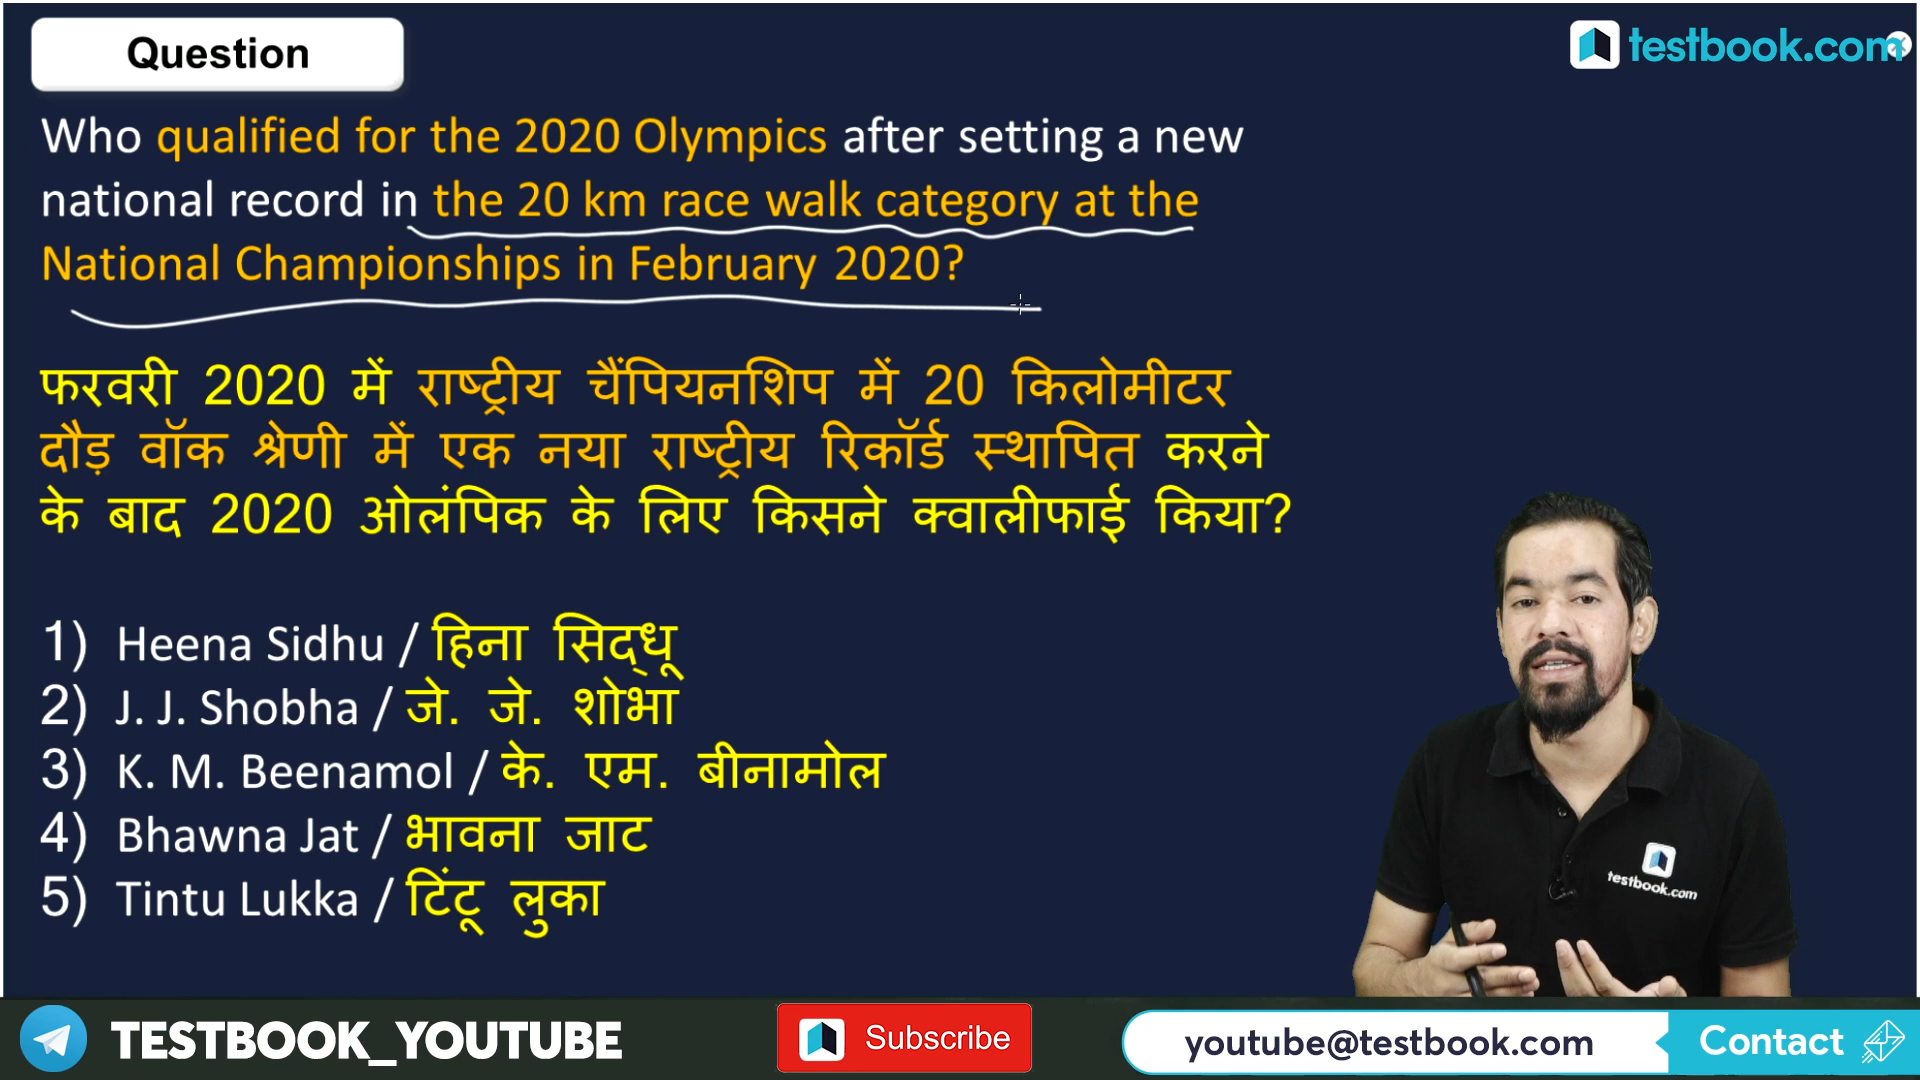 Question
testbook.com
Who qualified for the 2020 Olympics after setting a new
national record in the 20 km race walk category at the
National Championships in February 2020?
फरवरी 2020 में राष्ट्रीय चैंपियनशिप में 20 किलोमीटर
दौड़ वॉक श्रेणी में एक नया राष्ट्रीय रिकॉर्ड स्थापित करने
के बाद 2020 ओलंपिक के लिए किसने क्वालीफाई किया?
1) Heena Sidhu / हिना सिद्धू
2) J. J. Shobha / जे. जे. शोभा
3) K. M. Beenamol / के. एम. बीनामोल
4) Bhawna Jat / भावना जाट
5) Tintu Lukka / टिंटू लुका
testbook.com
TESTBOOK_YOUTUBE
Subscribe
youtube@testbook.com
Contact